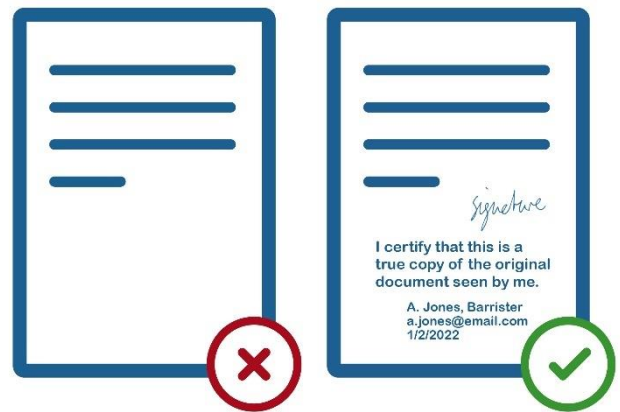 signature
I certify that this is a
true copy of the original
document seen by me.
A. Jones, Barrister
a.jones@email.com
1/2/2022